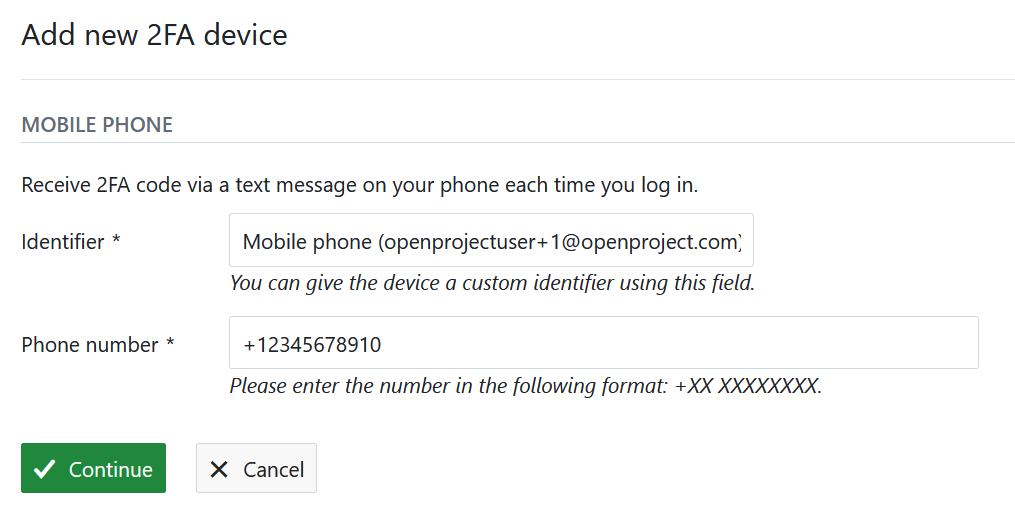 Add new 2FA device
MOBILE PHONE
Receive 2FA code via a text message on your phone each time you log in.
Identifier *
Mobile phone (openprojectuser+1@openproject.com)
You can give the device a custom identifier using this field.
Phone number *
+12345678910
Please enter the number in the following format: +XX XXXXXXXX.
Continue
Cancel